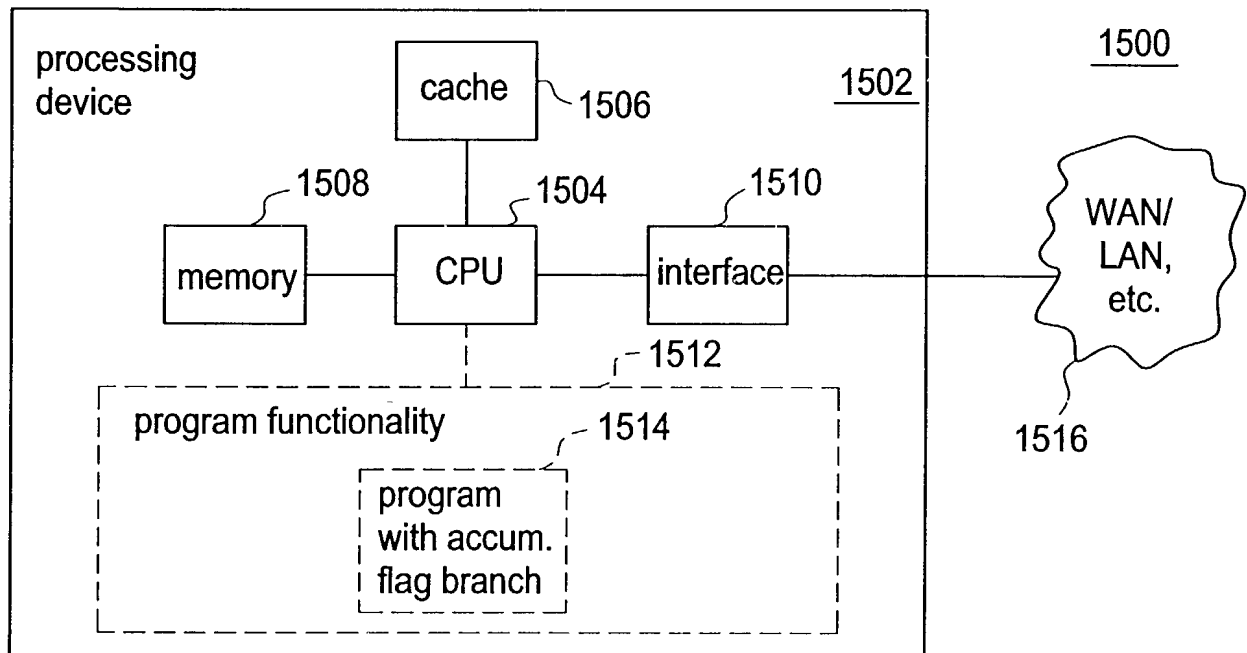 processing
device
cache
1506
1502
1500
1508
1504
1510
memory
CPU
interface
WAN/
LAN,
etc.
1512
program functionality
1514
1516
program
with accum.
flag branch